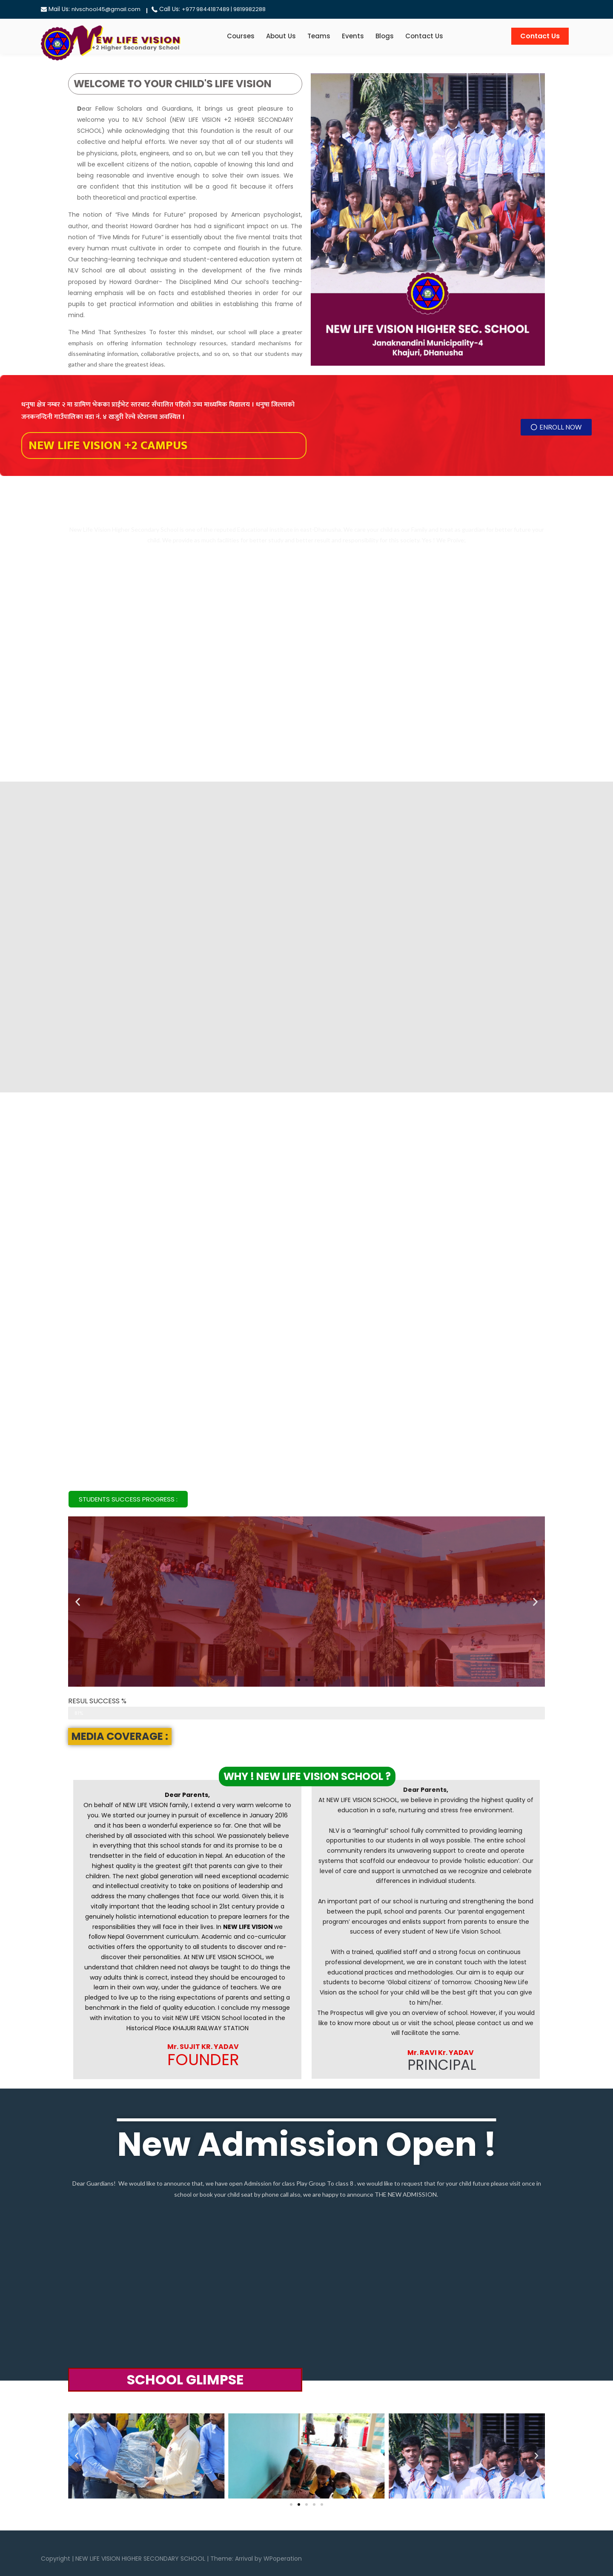 Mail Us: nlvschool45@gmail.com | Call Us: +977 9844187489 | 9819982288
NEW LIFE VISION
+2 Higher Secondary School
Courses About Us Teams Events Blogs Contact Us
Contact Us
WELCOME TO YOUR CHILD'S LIFE VISION
Dear Fellow Scholars and Guardians, It brings us great pleasure to
welcome you to NLV School (NEW LIFE VISION +2 HIGHER SECONDARY
SCHOOL) while acknowledging that this foundation is the result of our
collective and helpful efforts. We never say that all of our students will
be physicians, pilots, engineers, and so on, but we can tell you that they
will be excellent citizens of the nation, capable of knowing this land and
being reasonable and inventive enough to solve their own issues. We
are confident that this institution will be a good fit because it offers
both theoretical and practical expertise.
The notion of “Five Minds for Future” proposed by American psychologist,
author, and theorist Howard Gardner has had a significant impact on us. The
notion of “Five Minds for Future” is essentially about the five mental traits that
every human must cultivate in order to compete and flourish in the future.
Our teaching-learning technique and student-centered education system at
NLV School are all about assisting in the development of the five minds
proposed by Howard Gardner- The Disciplined Mind Our school’s teaching-
learning emphasis will be on facts and established theories in order for our
pupils to get practical information and abilities in establishing this frame of
mind.
The Mind That Synthesizes To foster this mindset, our school will place a greater
emphasis on offering information technology resources, standard mechanisms for
disseminating information, collaborative projects, and so on, so that our students may
gather and share the greatest ideas.
NEW LIFE VISION HIGHER SEC. SCHOOL
Janaknandini Municipality-4
Khajuri, DHanusha
धनुषा क्षेत्र नम्बर २ मा ग्रामिण भेकका प्राईभेट स्तरबाट सँचालित पहिलो उच्च माध्यमिक विद्यालय । धनुषा जिल्लाको
जनकनन्दिनी गाउँपालिका वडा नं. ४ खजुरी रेल्वे स्टेशनमा अवस्थित ।
NEW LIFE VISION +2 CAMPUS
ENROLL NOW
STUDENTS SUCCESS PROGRESS :
RESUL SUCCESS %
MEDIA COVERAGE :
WHY ! NEW LIFE VISION SCHOOL ?
Dear Parents,
On behalf of NEW LIFE VISION family, I extend a very warm welcome to
you. We started our journey in pursuit of excellence in January 2016
and it has been a wonderful experience so far. One that will be
cherished by all associated with this school. We passionately believe
in everything that this school stands for and its promise to be a
trendsetter in the field of education in Nepal. An education of the
highest quality is the greatest gift that parents can give to their
children. The next global generation will need exceptional academic
and intellectual creativity to take on positions of leadership and
address the many challenges that face our world. Given this, it is
vitally important that the leading school in 21st century provide a
genuinely holistic international education to prepare learners for the
responsibilities they will face in their lives. In NEW LIFE VISION we
follow Nepal Government curriculum. Academic and co-curricular
activities offers the opportunity to all students to discover and re-
discover their personalities. At NEW LIFE VISION SCHOOL, we
understand that children need not always be taught to do things the
way adults think is correct, instead they should be encouraged to
learn in their own way, under the guidance of teachers. We are
pledged to live up to the rising expectations of parents and setting a
benchmark in the field of quality education. I conclude my message
with invitation to you to visit NEW LIFE VISION School located in the
Historical Place KHAJURI RAILWAY STATION
Mr. SUJIT KR. YADAV
FOUNDER
Dear Parents,
At NEW LIFE VISION SCHOOL, we believe in providing the highest quality of
education in a safe, nurturing and stress free environment.
NLV is a “learningful” school fully committed to providing learning
opportunities to our students in all ways possible. The entire school
community renders its unwavering support to create and operate
systems that scaffold our endeavour to provide ‘holistic education’. Our
level of care and support is unmatched as we recognize and celebrate
differences in individual students.
An important part of our school is nurturing and strengthening the bond
between the pupil, school and parents. Our ‘parental engagement
program’ encourages and enlists support from parents to ensure the
success of every student of New Life Vision School.
With a trained, qualified staff and a strong focus on continuous
professional development, we are in constant touch with the latest
educational practices and methodologies. Our aim is to equip our
students to become ‘Global citizens’ of tomorrow. Choosing New Life
Vision as the school for your child will be the best gift that you can give
to him/her.
The Prospectus will give you an overview of school. However, if you would
like to know more about us or visit the school, please contact us and we
will facilitate the same.
Mr. RAVI Kr. YADAV
PRINCIPAL
New Admission Open !
Dear Guardians! We would like to announce that, we have open Admission for class Play Group To class 8 . we would like to request that for your child future please visit once in
school or book your child seat by phone call also, we are happy to announce THE NEW ADMISSION.
SCHOOL GLIMPSE
Copyright | NEW LIFE VISION HIGHER SECONDARY SCHOOL | Theme: Arrival by WPoperation